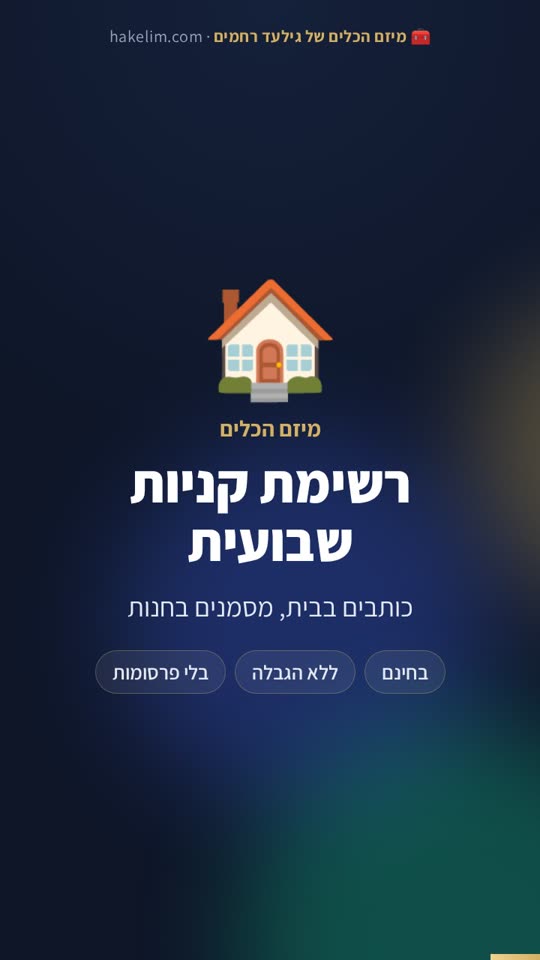 🧰 מיזם הכלים של גילעד רחמים · hakelim.com
מיזם הכלים
רשימת קניות
שבועית
כותבים בבית, מסמנים בחנות
בחינם
ללא הגבלה
בלי פרסומות